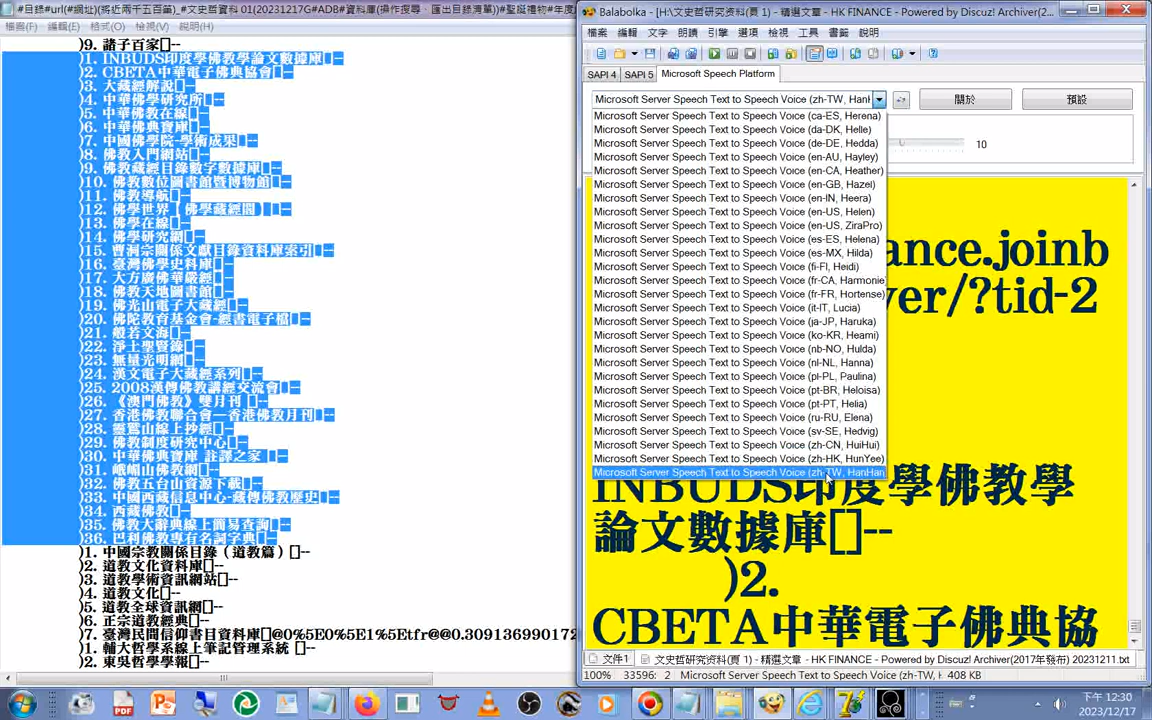 #目錄#url(#網址)(將近兩千五百篇)_#文史哲資料 01(20231217G#ADB#資料庫(操作搜尋‧匯出目錄清單))#聖誕禮物#年度
檔案(F) 編輯(E) 格式(O) 檢視(V) 說明(H)
)9. 諸子百家[]--
)1. INBUDS印度學佛教學論文數據庫[]--
)2. CBETA中華電子佛典協會[]--
)3. 大藏經解說[]--
)4. 中華佛學研究所[]--
)5. 中華佛教在線[]--
)6. 中華佛典寶庫[]--
)7. 中國佛學院-學術成果[]--
)8. 佛教入門網站[]--
)9. 佛教藏經目錄數字數據庫[]--
)10. 佛教數位圖書館暨博物館[]--
)11. 佛教導航[]--
)12. 佛學世界【佛學藏經閣】[]--
)13. 佛學在線[]--
)14. 佛學研究網[]--
)15. 曹洞宗關係文獻目錄資料庫索引[]--
)16. 臺灣佛學史料庫[]--
)17. 大方廣佛華嚴經[]--
)18. 佛教天地圖書館[]--
)19. 佛光山電子大藏經[]--
)20. 佛陀教育基金會-經書電子檔[]--
)21. 般若文海[]--
)22. 淨土聖賢錄[]--
)23. 無量光明網[]--
)24. 漢文電子大藏經系列[]--
)25. 2008漢傳佛教講經交流會[]--
)26. 《澳門佛教》雙月刊 []--
)27. 香港佛教聯合會—香港佛教月刊[]--
)28. 靈鷲山線上抄經[]--
)29. 佛教制度研究中心[]--
)30. 中華佛典寶庫 註譯之家[]--
)31. 峨嵋山佛教網[]--
)32. 佛教五台山資源下載[]--
)33. 中國西藏信息中心-藏傳佛教歷史[]--
)34. 西藏佛教[]--
)35. 佛教大辭典線上簡易查詢[]--
)36. 巴利佛教專有名詞字典[]--
)1. 中國宗教關係目錄（道教篇）[]--
)2. 道教文化資料庫[]--
)3. 道教學術資訊網站[]--
)4. 道教文化[]--
)5. 道教全球資訊網[]--
)6. 正宗道教經典[]--
)7. 臺灣民間信仰書目資料庫[]@0%5E0%5E1%5Etfr@@0.309136990172
)1. 輔大哲學系線上筆記管理系統 []--
)2. 東吳哲學學報[]--
Balabolka - [H:\文史哲研究資料(頁 1) - 精選文章 - HK FINANCE - Powered by Discuz! Archiver(2...
檔案 編輯 文字 朗讀 引擎 選項 檢視 工具 書籤 說明
SAPI 4 SAPI 5 Microsoft Speech Platform
Microsoft Server Speech Text to Speech Voice (zh-TW, Han
關於 預設
Microsoft Server Speech Text to Speech Voice (ca-ES, Herena)
Microsoft Server Speech Text to Speech Voice (da-DK, Helle)
Microsoft Server Speech Text to Speech Voice (de-DE, Hedda)
10
Microsoft Server Speech Text to Speech Voice (en-AU, Hayley)
Microsoft Server Speech Text to Speech Voice (en-CA, Heather)
Microsoft Server Speech Text to Speech Voice (en-GB, Hazel)
Microsoft Server Speech Text to Speech Voice (en-IN, Heera)
Microsoft Server Speech Text to Speech Voice (en-US, Helen)
Microsoft Server Speech Text to Speech Voice (en-US, ZiraPro)
Microsoft Server Speech Text to Speech Voice (es-ES, Helena)
Microsoft Server Speech Text to Speech Voice (es-MX, Hilda)
Microsoft Server Speech Text to Speech Voice (fi-FI, Heidi)
Microsoft Server Speech Text to Speech Voice (fr-CA, Harmonie
Microsoft Server Speech Text to Speech Voice (fr-FR, Hortense)
Microsoft Server Speech Text to Speech Voice (it-IT, Lucia)
Microsoft Server Speech Text to Speech Voice (ja-JP, Haruka)
Microsoft Server Speech Text to Speech Voice (ko-KR, Heami)
Microsoft Server Speech Text to Speech Voice (nb-NO, Hulda)
Microsoft Server Speech Text to Speech Voice (nl-NL, Hanna)
Microsoft Server Speech Text to Speech Voice (pl-PL, Paulina)
Microsoft Server Speech Text to Speech Voice (pt-BR, Heloisa)
Microsoft Server Speech Text to Speech Voice (pt-PT, Helia)
Microsoft Server Speech Text to Speech Voice (ru-RU, Elena)
Microsoft Server Speech Text to Speech Voice (sv-SE, Hedvig)
Microsoft Server Speech Text to Speech Voice (zh-CN, HuiHui)
Microsoft Server Speech Text to Speech Voice (zh-HK, HunYee)
Microsoft Server Speech Text to Speech Voice (zh-TW, HanHan
ance.joinb
ver/?tid-2
INBUDS印度學佛教學
論文數據庫[]--
)2.
CBETA中華電子佛典協
文件1 文史哲研究資料(頁 1) - 精選文章 - HK FINANCE - Powered by Discuz! Archiver(2017年發布) 20231211.txt
100% 33596: 2 Microsoft Server Speech Text to Speech Voice (zh-TW, H 408 KB
下午 12:30
2023/12/17